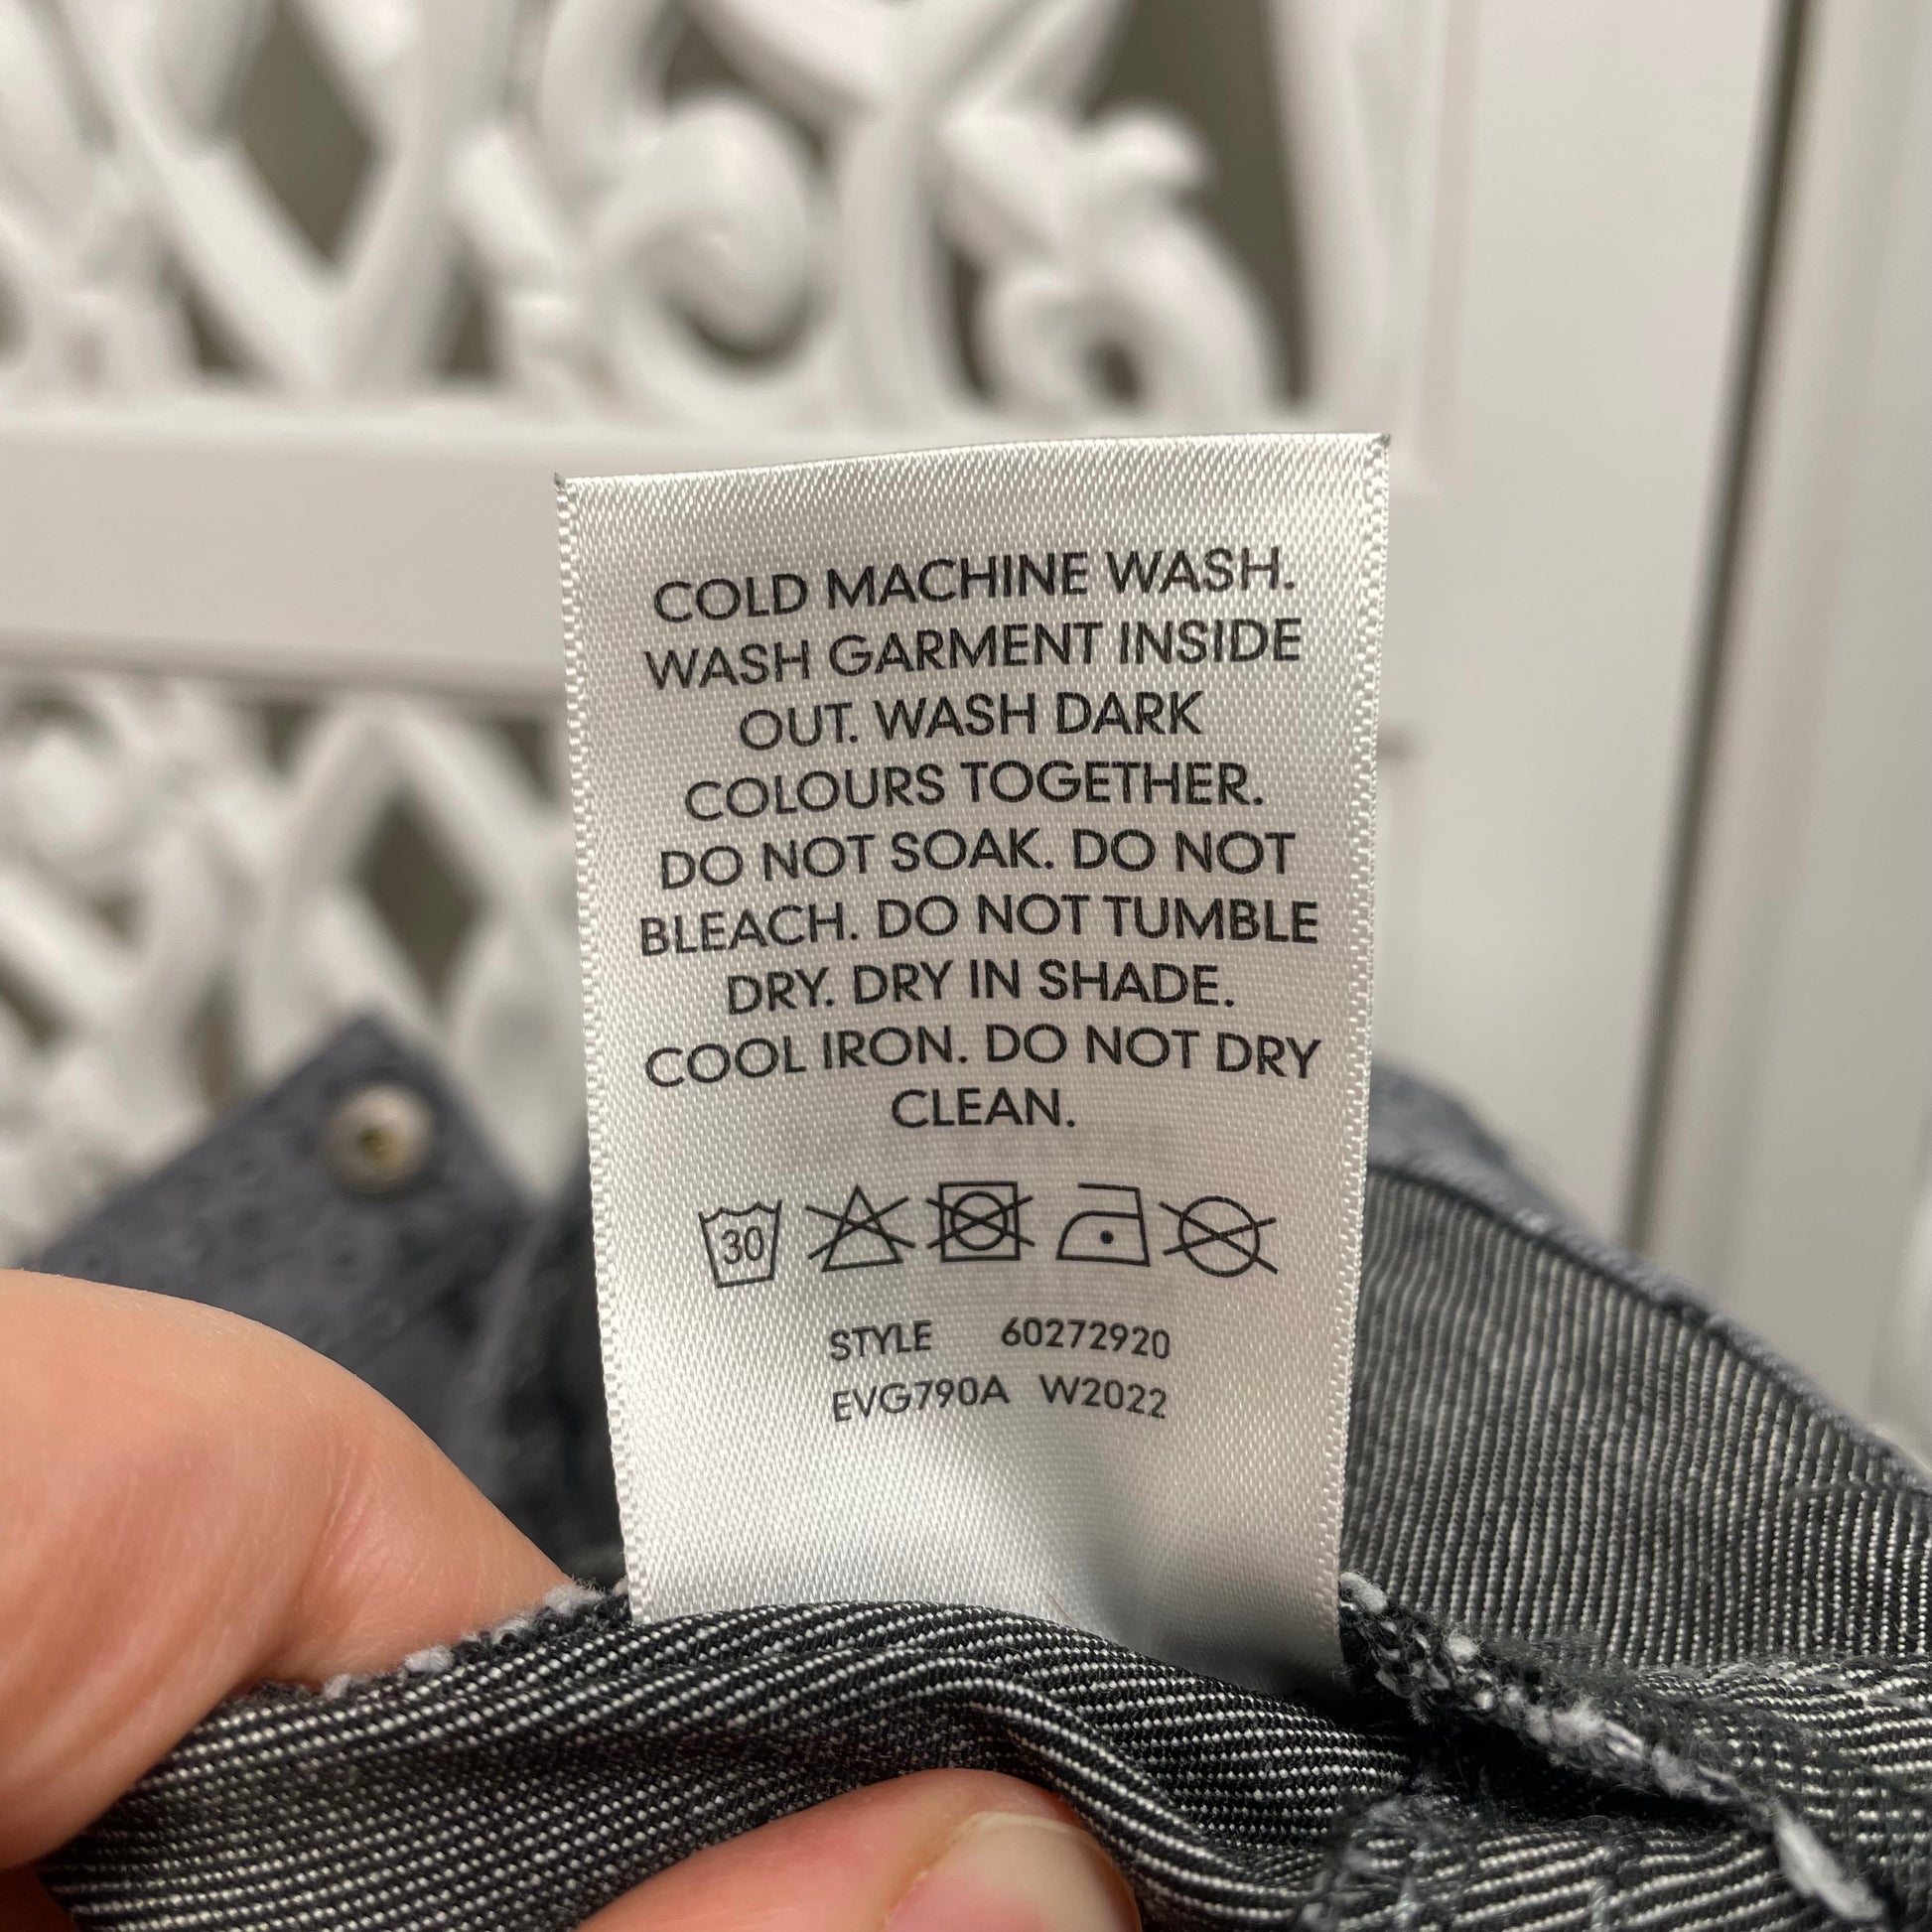 COLD MACHINE WASH.
WASH GARMENT INSIDE
OUT. WASH DARK
COLOURS TOGETHER.
DO NOT SOAK. DO NOT
BLEACH. DO NOT TUMBLE
DRY. DRY IN SHADE.
COOL IRON. DO NOT DRY
CLEAN.
30
STYLE 60272920
EVG790A W2022